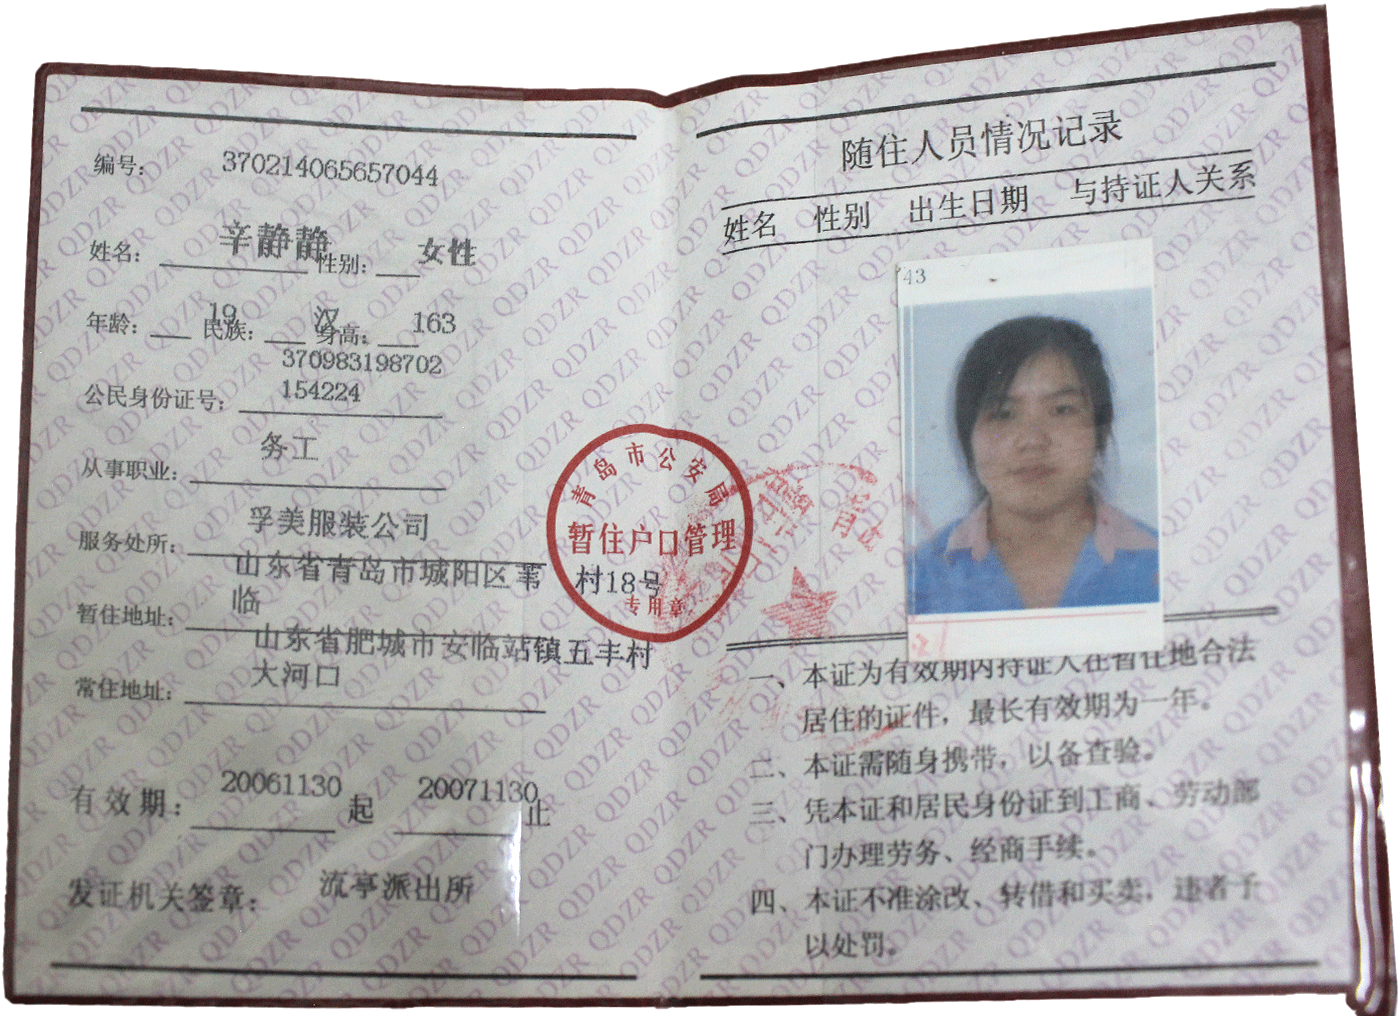 编号: 370214065657044
姓名: 辛静静 性别: 女性
年龄: 19 民族: 汉 身高: 163
370983198702
公民身份证号: 154224
从事职业: 务工
服务处所: 孚美服装公司
山东省青岛市城阳区苇 村18号
暂住地址: 临
山东省肥城市安临站镇五丰村
常住地址: 大河口
有效期: 20061130 起 20071130 止
发证机关签章: 流亭派出所
青岛市公安局
暂住户口管理
专用章
随住人员情况记录
姓名 性别 出生日期 与持证人关系
43
一、本证为有效期内持证人在暂住地合法
居住的证件，最长有效期为一年。
二、本证需随身携带，以备查验。
三、凭本证和居民身份证到工商、劳动部
门办理劳务、经商手续。
四、本证不准涂改、转借和买卖，违者予
以处罚。
QDZR